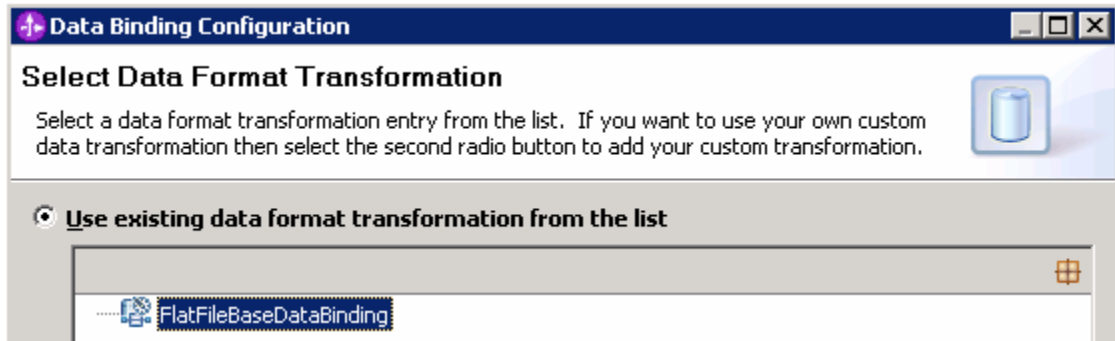 Data Binding Configuration
Select Data Format Transformation
Select a data format transformation entry from the list. If you want to use your own custom
data transformation then select the second radio button to add your custom transformation.
Use existing data format transformation from the list
FlatFileBaseDataBinding